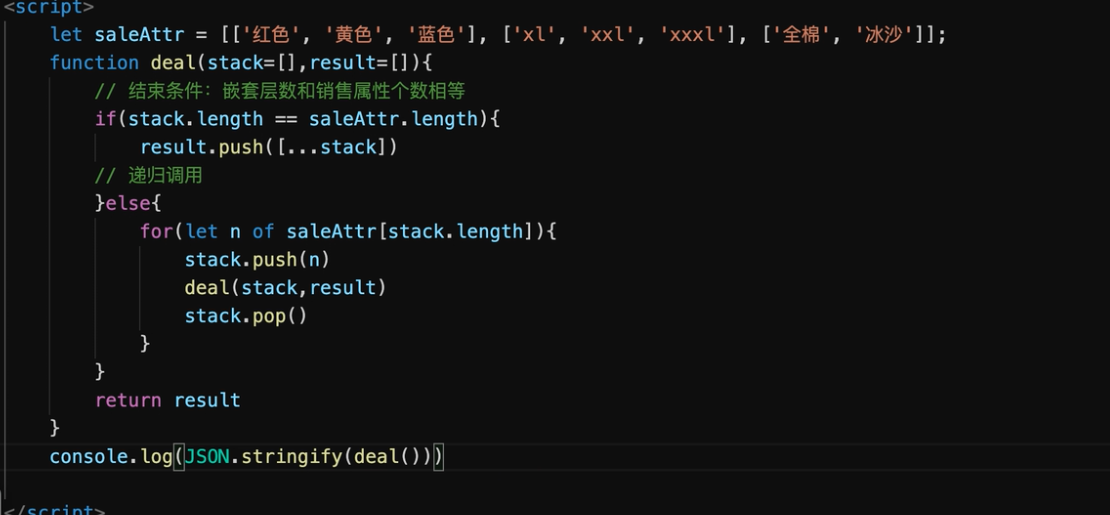 <script>
let saleAttr = [['红色', '黄色', '蓝色'], ['xl', 'xxl', 'xxxl'], ['全棉', '冰沙']];
function deal(stack=[],result=[]){
// 结束条件：嵌套层数和销售属性个数相等
if(stack.length == saleAttr.length){
result.push([...stack])
// 递归调用
}else{
for(let n of saleAttr[stack.length]){
stack.push(n)
deal(stack,result)
stack.pop()
}
}
return result
}
console.log(JSON.stringify(deal()))
</script>